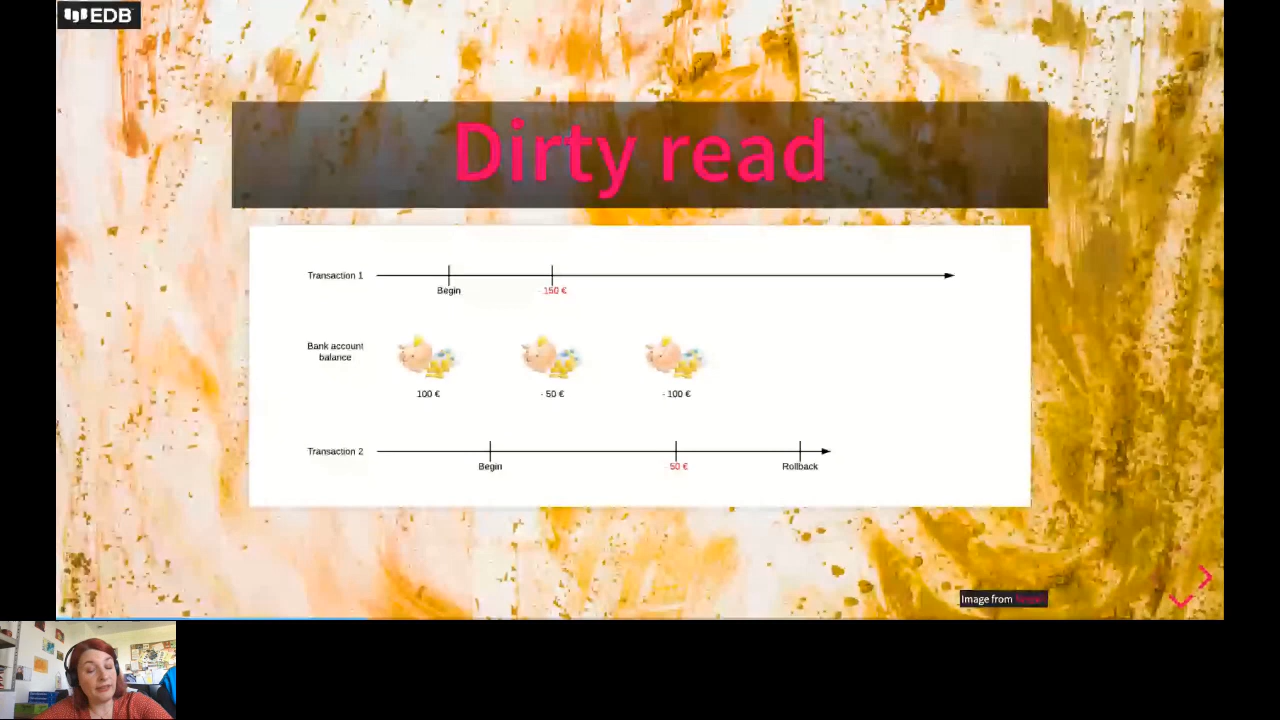 EDB
Dirty read
Transaction 1
Begin
- 150 €
Bank account
balance
100 €
- 50 €
- 100 €
Transaction 2
Begin
50 €
Rollback
Image from